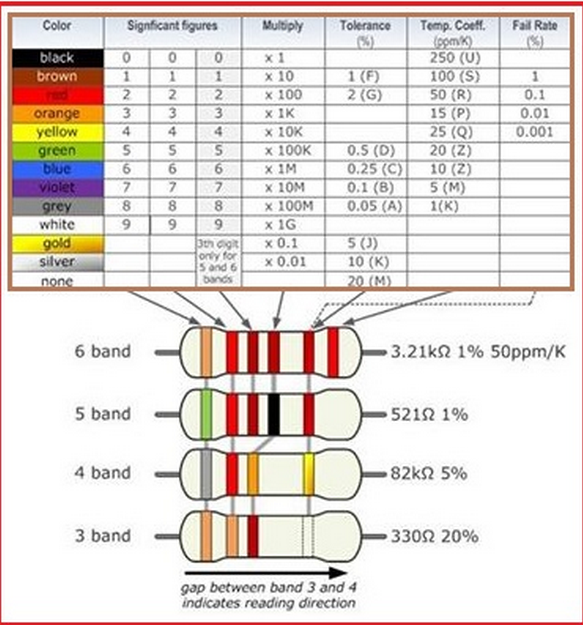 Color Signficant figures Multiply Tolerance (%) Temp. Coeff. (ppm/K) Fail Rate (%)
black 0 0 0 x 1 250 (U)
brown 1 1 1 x 10 1 (F) 100 (S) 1
red 2 2 2 x 100 2 (G) 50 (R) 0.1
orange 3 3 3 x 1K 15 (P) 0.01
yellow 4 4 4 x 10K 25 (Q) 0.001
green 5 5 5 x 100K 0.5 (D) 20 (Z)
blue 6 6 6 x 1M 0.25 (C) 10 (Z)
violet 7 7 7 x 10M 0.1 (B) 5 (M)
grey 8 8 8 x 100M 0.05 (A) 1(K)
white 9 9 9 x 1G
gold x 0.1 5 (J)
silver x 0.01 10 (K)
none 20 (M)
3th digit
only for
5 and 6
bands
6 band 3.21kΩ 1% 50ppm/K
5 band 521Ω 1%
4 band 82kΩ 5%
3 band 330Ω 20%
gap between band 3 and 4
indicates reading direction